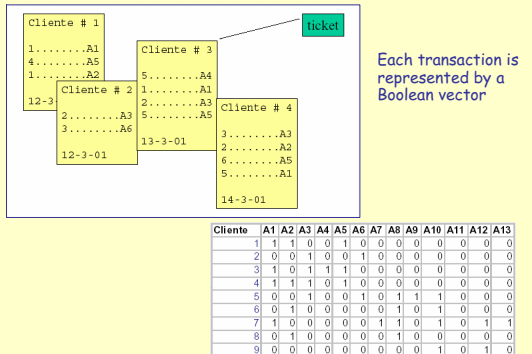 Cliente # 1
1........A1
4........A5
1........A2
12-3-
Cliente # 2
2........A3
3........A6
12-3-01
Cliente # 3
5........A4
1........A1
2........A3
5........A5
13-3-01
Cliente # 4
3........A3
2........A2
6........A5
5........A1
14-3-01
ticket
Each transaction is
represented by a
Boolean vector
Cliente A1 A2 A3 A4 A5 A6 A7 A8 A9 A10 A11 A12 A13
1 1 1 0 0 1 0 0 0 0 0 0 0 0
2 0 0 1 0 0 1 0 0 0 0 0 0 0
3 1 0 1 1 1 0 0 0 0 0 0 0 0
4 1 1 1 0 1 0 0 0 0 0 0 0 0
5 0 0 1 0 0 1 0 1 1 1 0 0 0
6 0 1 0 0 0 0 0 1 0 1 0 0 0
7 1 0 0 0 0 0 1 1 0 1 0 1 1
8 0 1 0 0 0 0 0 1 0 0 0 0 0
9 0 0 0 0 0 0 0 0 0 1 1 0 0